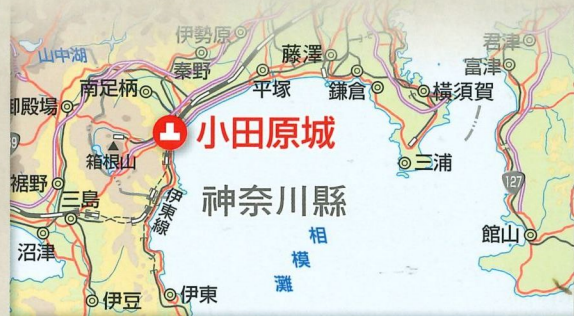 伊勢原
君津
山中湖
藤澤
秦野
富津
南足柄
平塚
鎌倉
橫須賀
御殿場
小田原城
箱根山
三浦
裾野
伊東線
神奈川縣
127
三島
相模灘
館山
沼津
伊豆
伊東